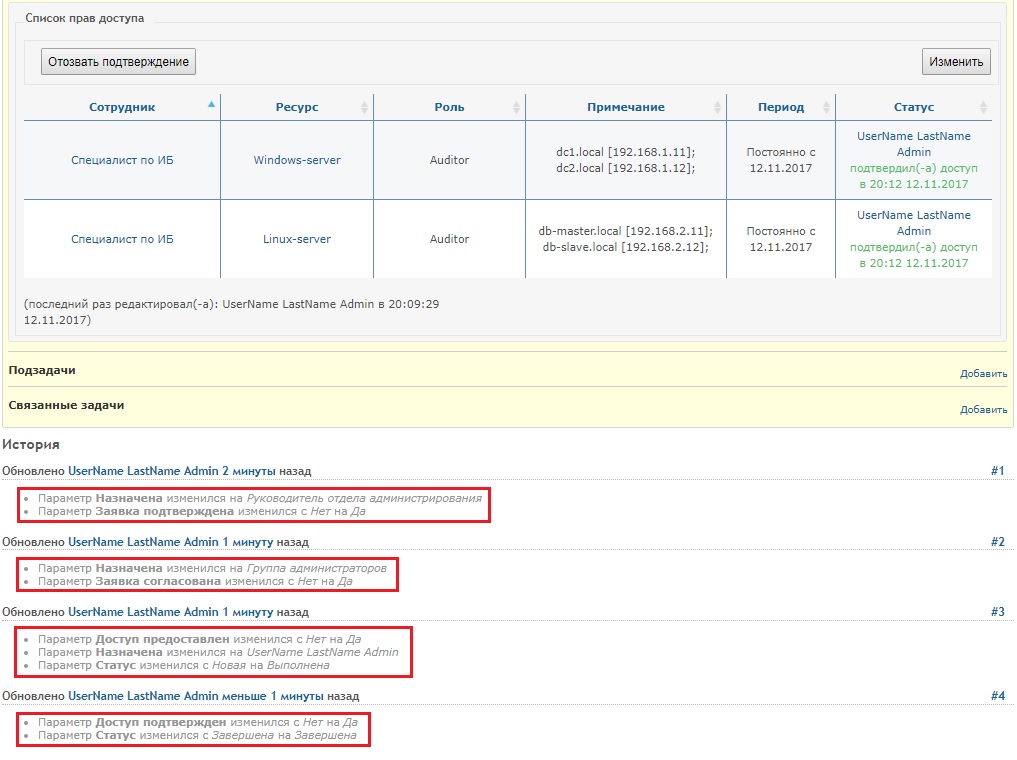 Список прав доступа
Отозвать подтверждение
Изменить
Сотрудник Ресурс Роль Примечание Период Статус
Специалист по ИБ Windows-server Auditor dc1.local [192.168.1.11]; dc2.local [192.168.1.12]; Постоянно с 12.11.2017 UserName LastName Admin подтвердил(-а) доступ в 20:12 12.11.2017
Специалист по ИБ Linux-server Auditor db-master.local [192.168.2.11]; db-slave.local [192.168.2.12]; Постоянно с 12.11.2017 UserName LastName Admin подтвердил(-а) доступ в 20:12 12.11.2017
(последний раз редактировал(-а): UserName LastName Admin в 20:09:29
12.11.2017)
Подзадачи Добавить
Связанные задачи Добавить
История
Обновлено UserName LastName Admin 2 минуты назад #1
Параметр Назначена изменился на Руководитель отдела администрирования
Параметр Заявка подтверждена изменился с Нет на Да
Обновлено UserName LastName Admin 1 минуту назад #2
Параметр Назначена изменился на Группа администраторов
Параметр Заявка согласована изменился с Нет на Да
Обновлено UserName LastName Admin 1 минуту назад #3
Параметр Доступ предоставлен изменился с Нет на Да
Параметр Назначена изменился на UserName LastName Admin
Параметр Статус изменился с Новая на Выполнена
Обновлено UserName LastName Admin меньше 1 минуты назад #4
Параметр Доступ подтвержден изменился с Нет на Да
Параметр Статус изменился с Завершена на Завершена